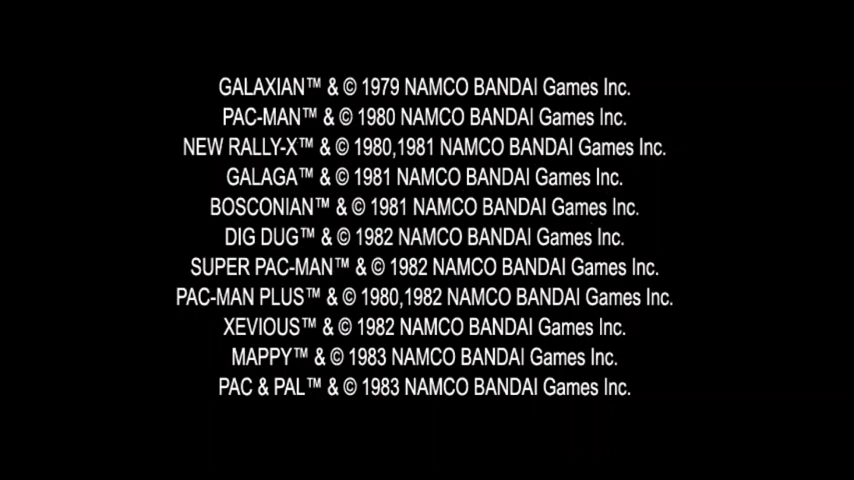 GALAXIAN™ & © 1979 NAMCO BANDAI Games Inc.
PAC-MAN™ & © 1980 NAMCO BANDAI Games Inc.
NEW RALLY-X™ & © 1980,1981 NAMCO BANDAI Games Inc.
GALAGA™ & © 1981 NAMCO BANDAI Games Inc.
BOSCONIAN™ & © 1981 NAMCO BANDAI Games Inc.
DIG DUG™ & © 1982 NAMCO BANDAI Games Inc.
SUPER PAC-MAN™ & © 1982 NAMCO BANDAI Games Inc.
PAC-MAN PLUS™ & © 1980,1982 NAMCO BANDAI Games Inc.
XEVIOUS™ & © 1982 NAMCO BANDAI Games Inc.
MAPPY™ & © 1983 NAMCO BANDAI Games Inc.
PAC & PAL™ & © 1983 NAMCO BANDAI Games Inc.